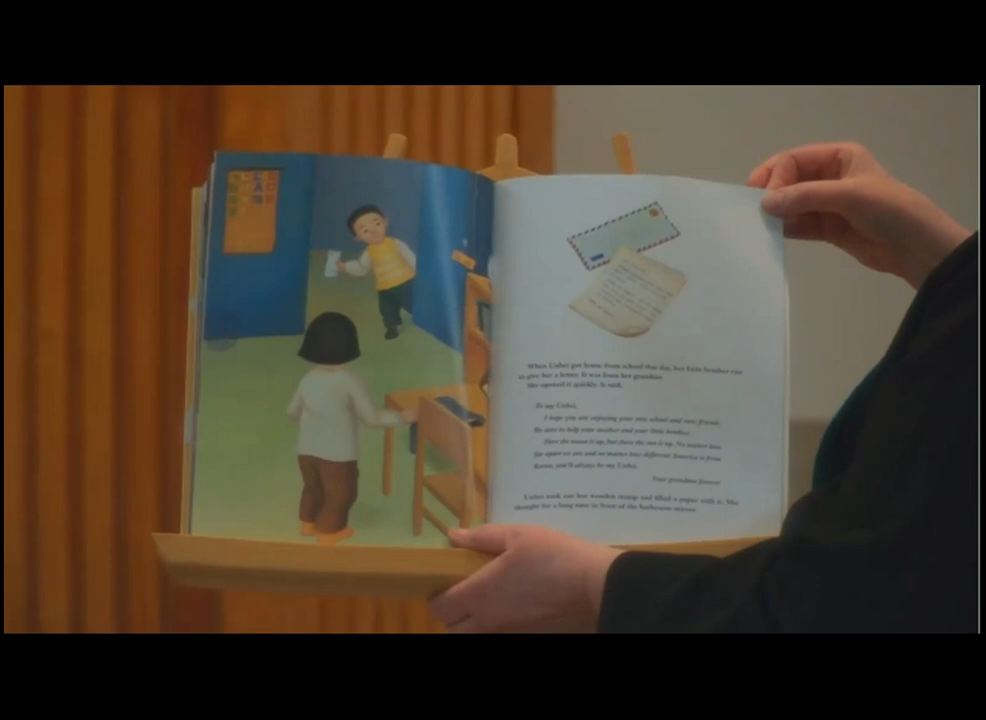 When Unhei got home from school that day, her little brother ran
to give her a letter. It was from her grandma.
She opened it quickly. It said,
To my Unhei,
I hope you are enjoying your new school and new friends.
Be sure to help your mother and your little brother.
Here the moon is up, but there the sun is up. No matter how
far apart we are and no matter how different America is from
Korea, you'll always be my Unhei.
Your grandma forever
Unhei took out her wooden stamp and filled a paper with it. She
thought for a long time in front of the bathroom mirror.